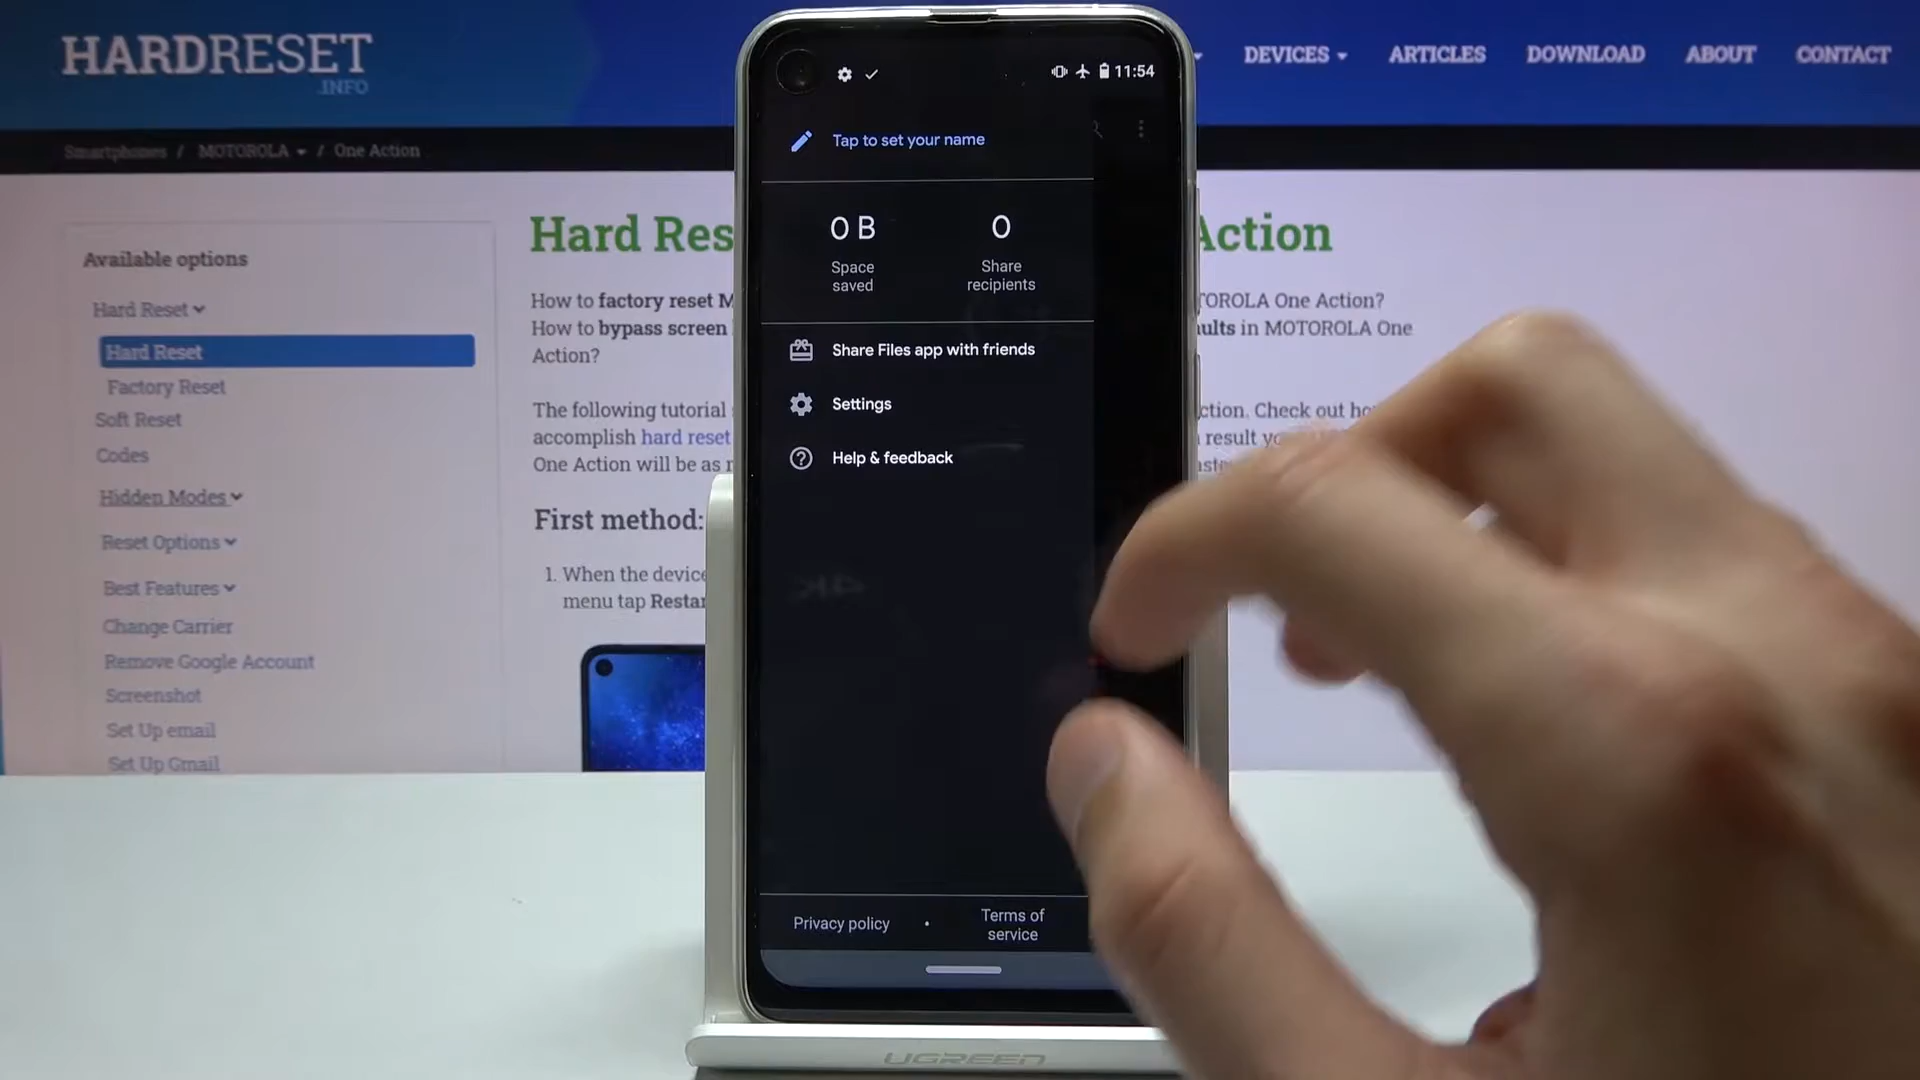 HARDRESET
.INFO
DEVICES
ARTICLES
DOWNLOAD
ABOUT
CONTACT
Smartphones / MOTOROLA / One Action
Available options
Hard Reset
Hard Reset
Factory Reset
Soft Reset
Codes
Hidden Modes
Reset Options
Best Features
Change Carrier
Remove Google Account
Screenshot
Set Up email
Set Up Gmail
Hard Res
Action
How to factory reset M
TOROLA One Action?
How to bypass screen
aults in MOTOROLA One
Action?
The following tutorial
ction. Check out ho
accomplish hard reset
result yo
One Action will be as
First method:
1. When the device
menu tap Restar
11:54
Tap to set your name
0 B
Space
saved
0
Share
recipients
Share Files app with friends
Settings
Help & feedback
Privacy policy
•
Terms of
service
UGREEN